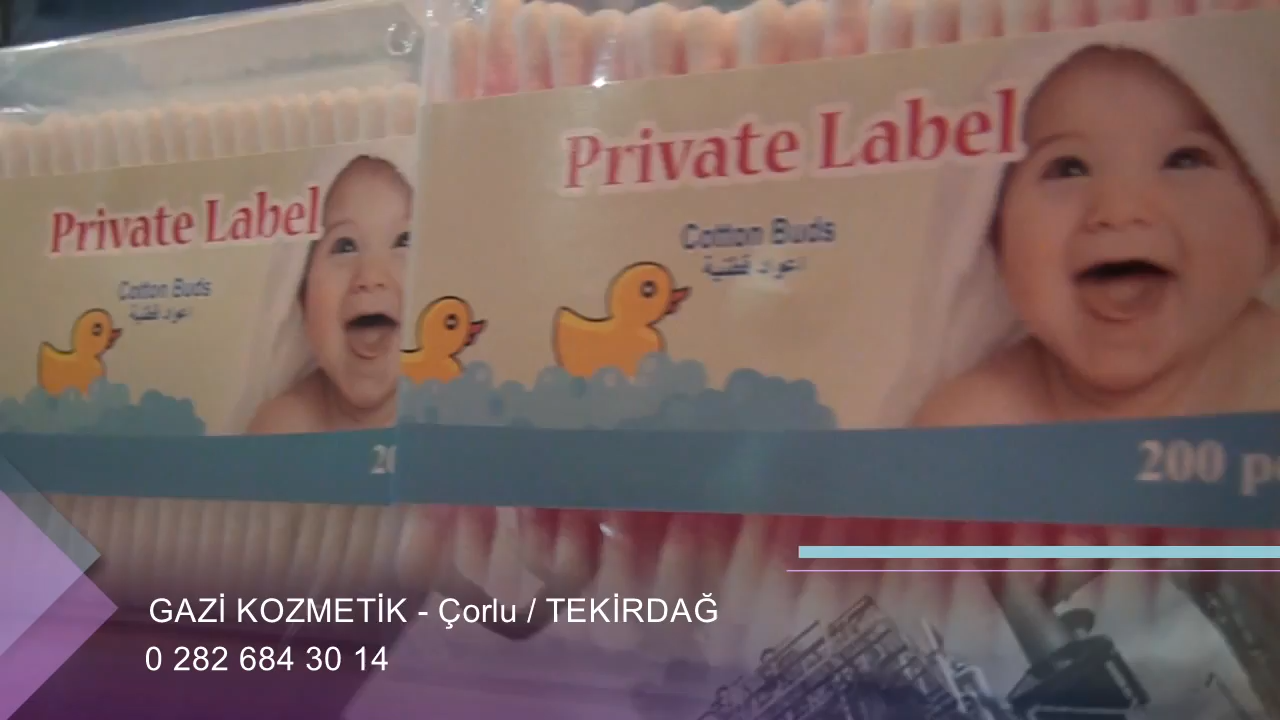 Private Label
Cotton Buds
اعواد قطنية
20
Private Label
Cotton Buds
اعواد قطنية
200 p
GAZİ KOZMETİK - Çorlu / TEKİRDAĞ
0 282 684 30 14